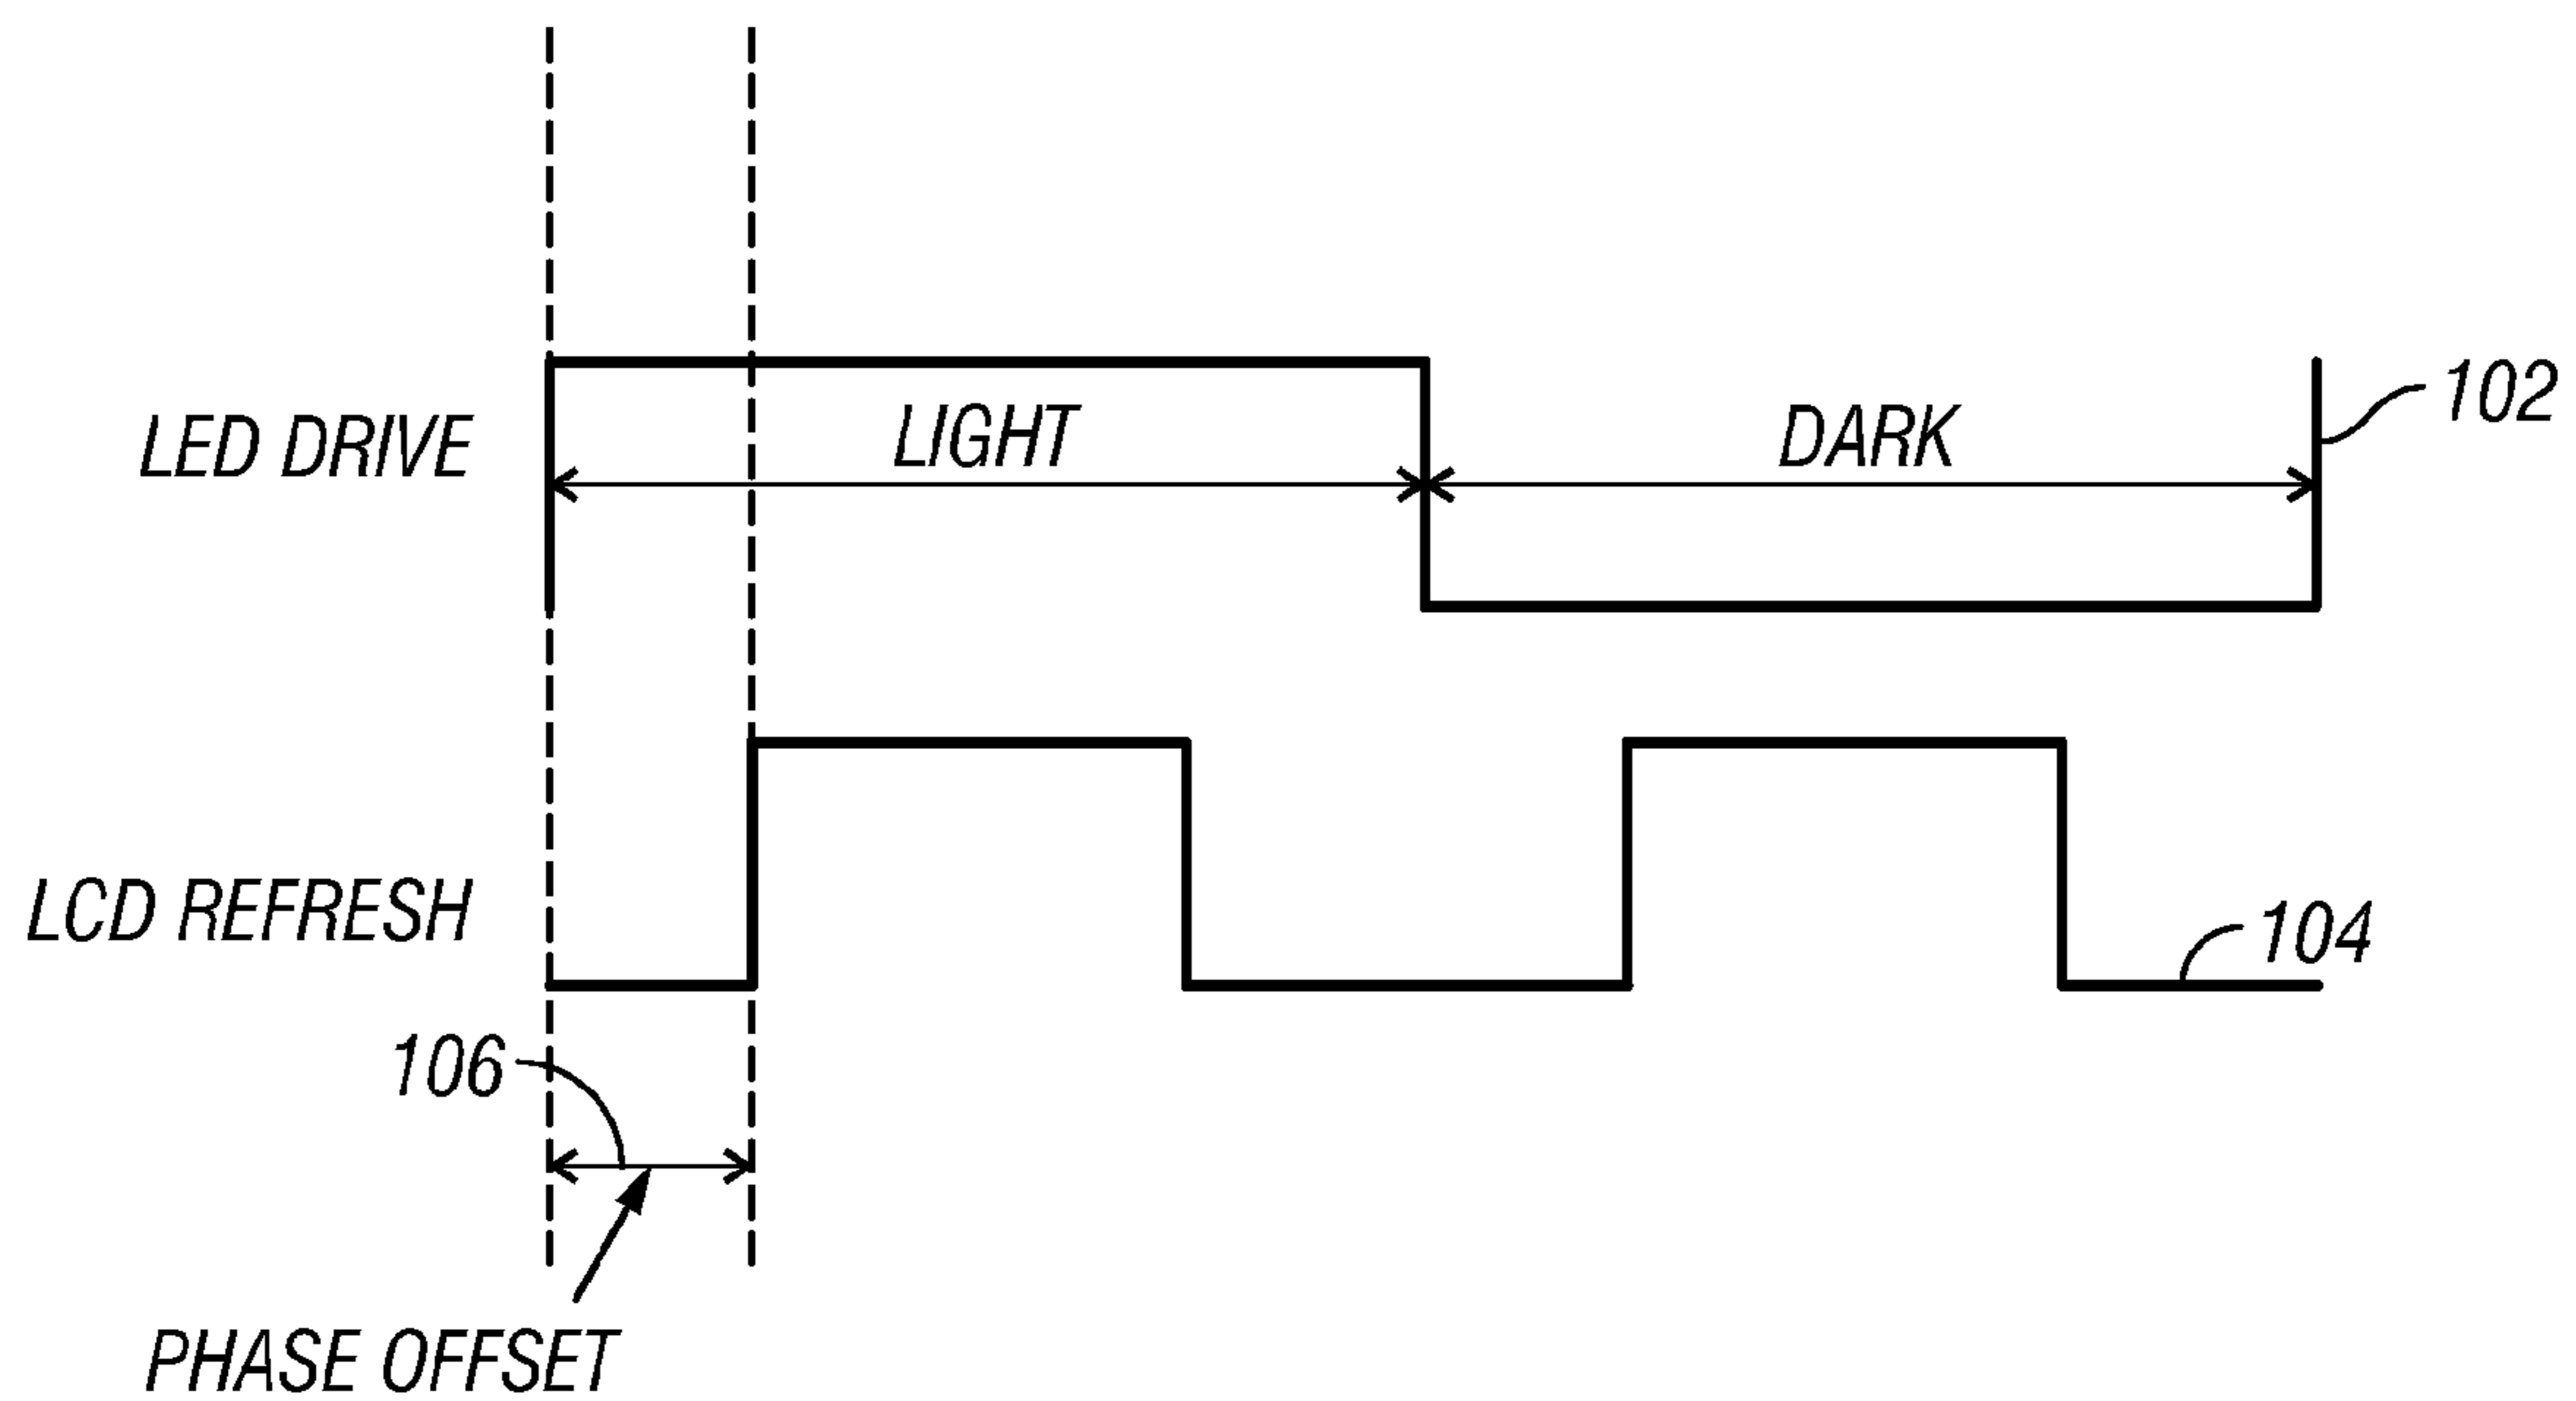 LED DRIVE
LIGHT
DARK
102
LCD REFRESH
104
106
PHASE OFFSET